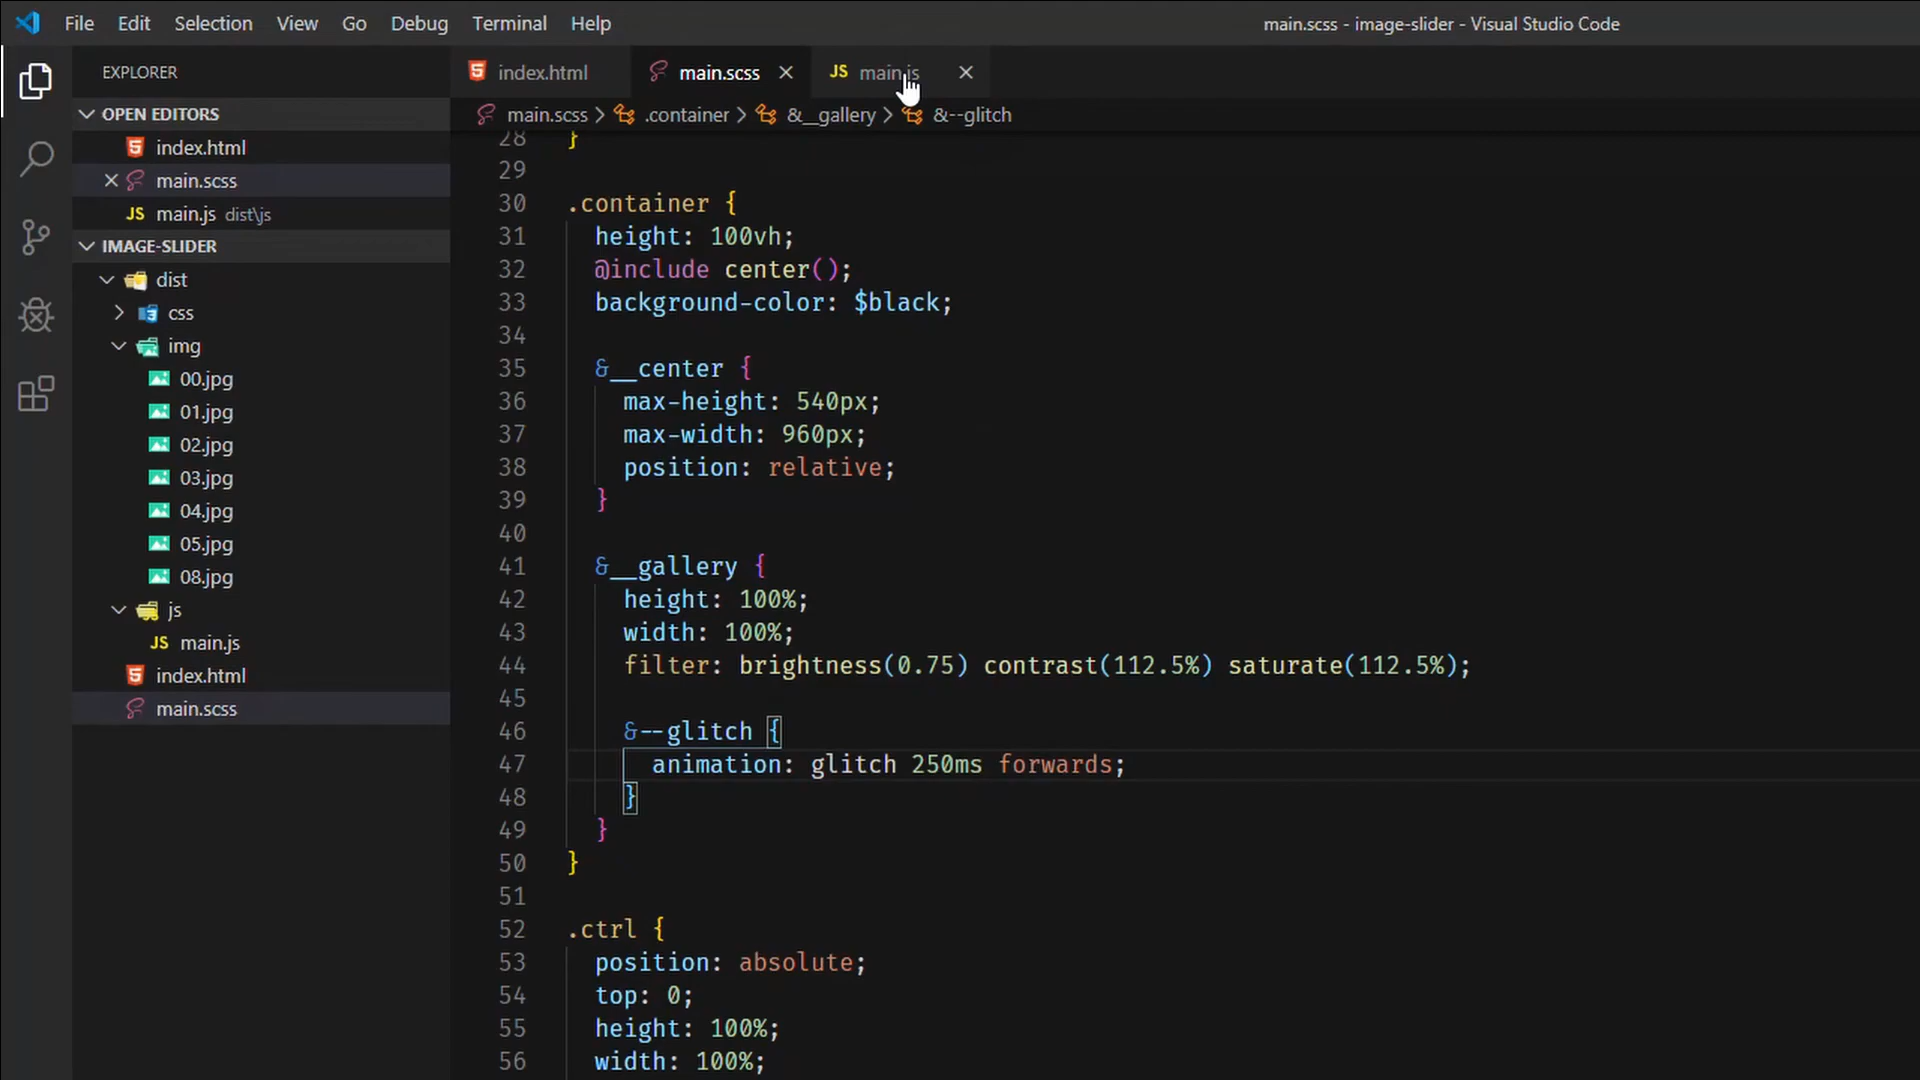 File Edit Selection View Go Debug Terminal Help
main.scss - image-slider - Visual Studio Code
EXPLORER
OPEN EDITORS
index.html
main.scss
JS main.js dist\js
IMAGE-SLIDER
dist
css
img
00.jpg
01.jpg
02.jpg
03.jpg
04.jpg
05.jpg
08.jpg
js
JS main.js
index.html
main.scss
index.html
main.scss
JS main.js
main.scss > .container > &__gallery > &--glitch
28 }
29
30 .container {
31 height: 100vh;
32 @include center();
33 background-color: $black;
34
35 &__center {
36 max-height: 540px;
37 max-width: 960px;
38 position: relative;
39 }
40
41 &__gallery {
42 height: 100%;
43 width: 100%;
44 filter: brightness(0.75) contrast(112.5%) saturate(112.5%);
45
46 &--glitch {
47 animation: glitch 250ms forwards;
48 }
49 }
50 }
51
52 .ctrl {
53 position: absolute;
54 top: 0;
55 height: 100%;
56 width: 100%;